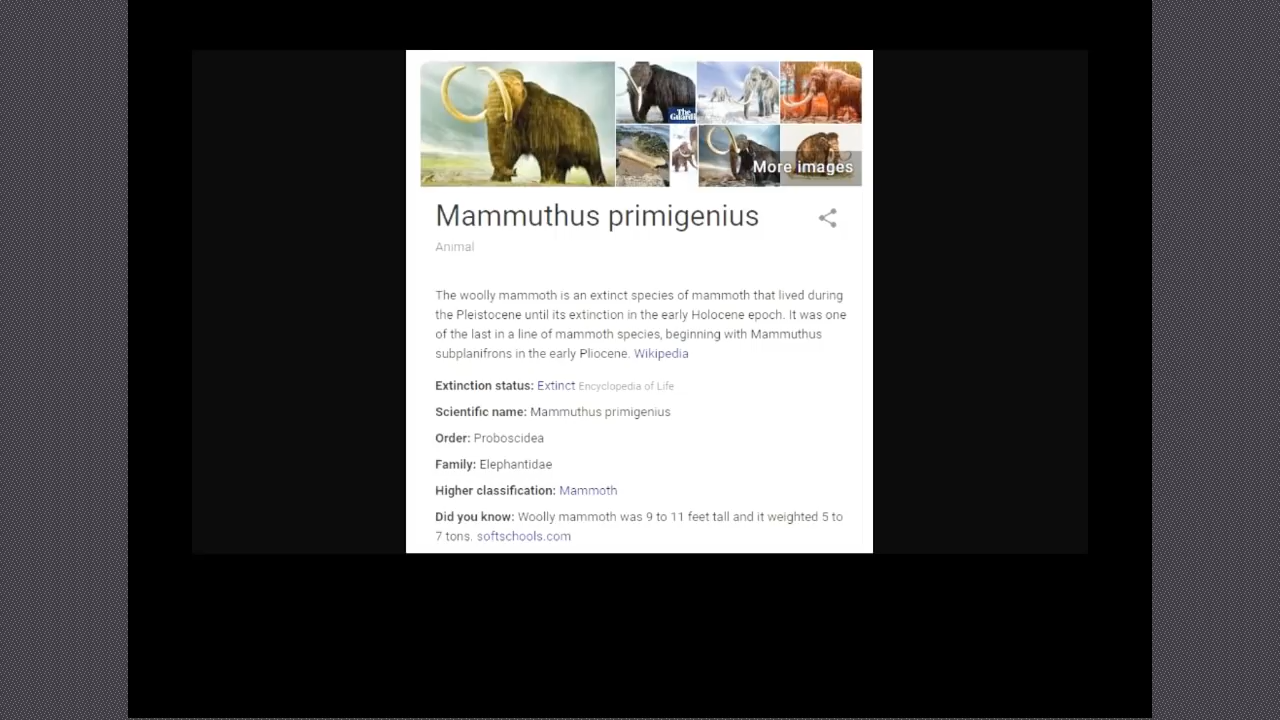 The
Guardi
More images
Mammuthus primigenius
Animal
The woolly mammoth is an extinct species of mammoth that lived during
the Pleistocene until its extinction in the early Holocene epoch. It was one
of the last in a line of mammoth species, beginning with Mammuthus
subplanifrons in the early Pliocene. Wikipedia
Extinction status: Extinct Encyclopedia of Life
Scientific name: Mammuthus primigenius
Order: Proboscidea
Family: Elephantidae
Higher classification: Mammoth
Did you know: Woolly mammoth was 9 to 11 feet tall and it weighted 5 to
7 tons. softschools.com